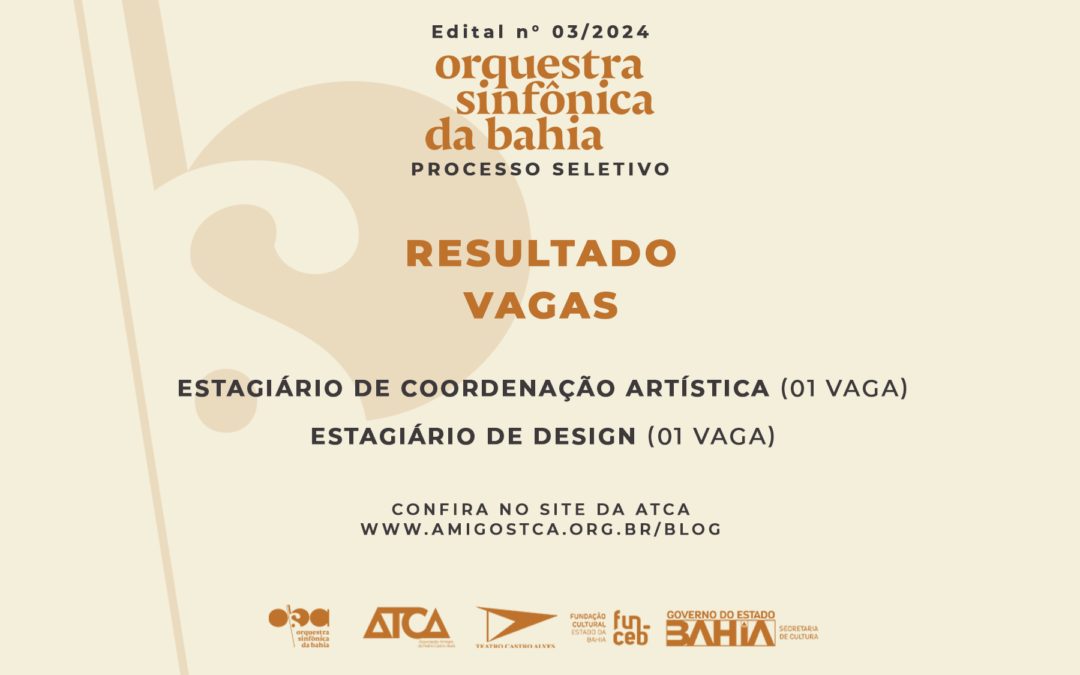 Edital nº 03/2024
orquestra
sinfônica
da bahia
PROCESSO SELETIVO
RESULTADO
VAGAS
ESTAGIÁRIO DE COORDENAÇÃO ARTÍSTICA (01 VAGA)
ESTAGIÁRIO DE DESIGN (01 VAGA)
CONFIRA NO SITE DA ATCA
WWW.AMIGOSTCA.ORG.BR/BLOG
orquestra
sinfônica
da bahia
ATCA
TEATRO CASTRO ALVES
FUNDAÇÃO
CULTURAL
ESTADO DA
BAHIA
fun
ceb
GOVERNO DO ESTADO
BAHIA
SECRETARIA
DE CULTURA